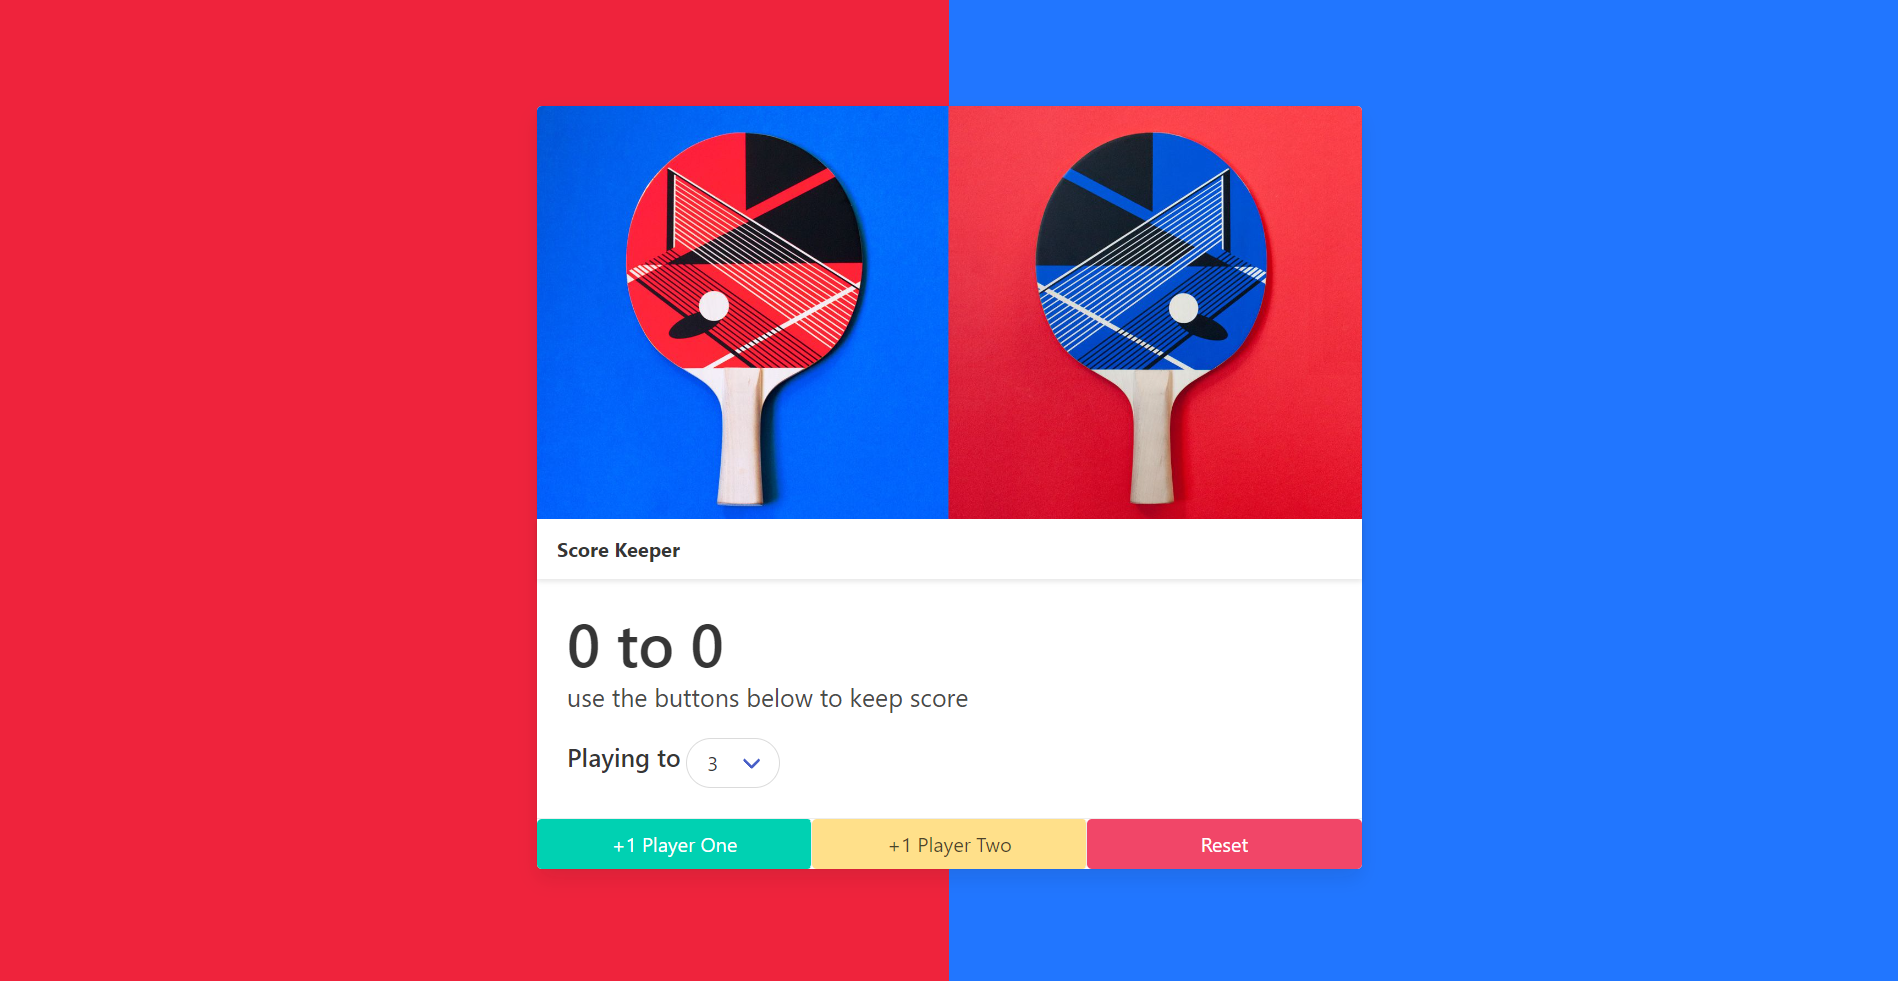 Score Keeper
0 to 0
use the buttons below to keep score
Playing to 3
+1 Player One +1 Player Two Reset